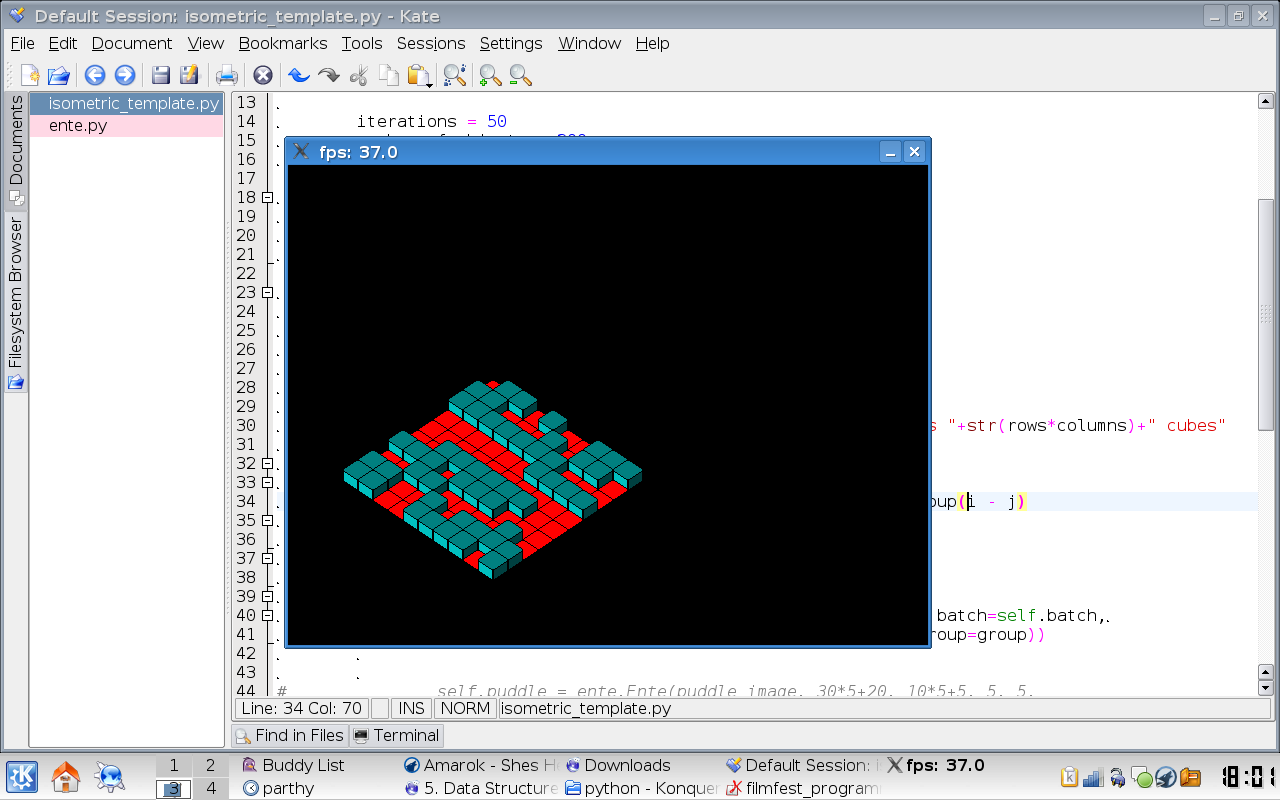 Default Session: isometric_template.py - Kate
File Edit Document View Bookmarks Tools Sessions Settings Window Help
Documents
Filesystem Browser
isometric_template.py
ente.py
13
14 iterations = 50
15
16
17
18
19
20
21
22
23
24
25
26
27
28
29
30 s "+str(rows*columns)+" cubes"
31
32
33
34 oup(i - j)
35
36
37
38
39
40 batch=self.batch,
41 roup=group))
42
43
44 # self.puddle = ente.Ente(puddle_image, 30*5+20, 10*5+5, 5, 5,
fps: 37.0
Line: 34 Col: 70 INS NORM isometric_template.py
Find in Files Terminal
1 2 Buddy List Amarok - Shes H Downloads Default Session: fps: 37.0
3 4 parthy 5. Data Structure python - Konquer filmfest_program
18:01